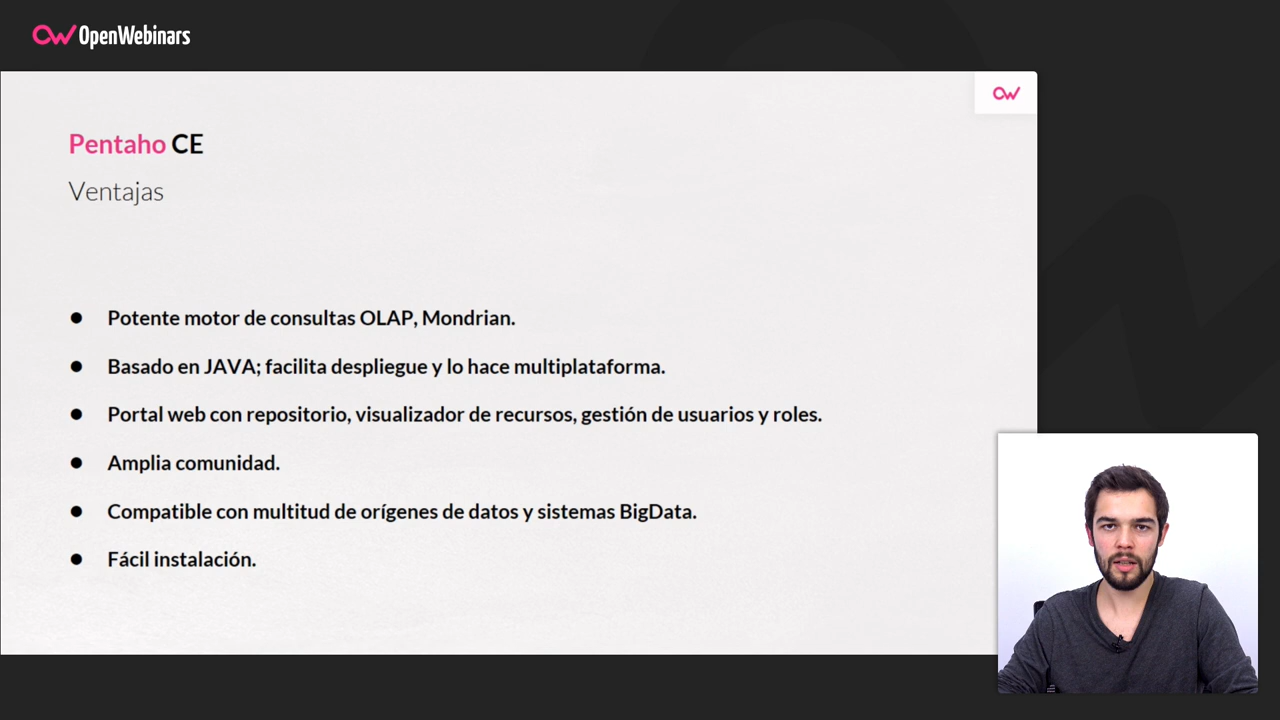 OpenWebinars
Pentaho CE
Ventajas
● Potente motor de consultas OLAP, Mondrian.
● Basado en JAVA; facilita despliegue y lo hace multiplataforma.
● Portal web con repositorio, visualizador de recursos, gestión de usuarios y roles.
● Amplia comunidad.
● Compatible con multitud de orígenes de datos y sistemas BigData.
● Fácil instalación.